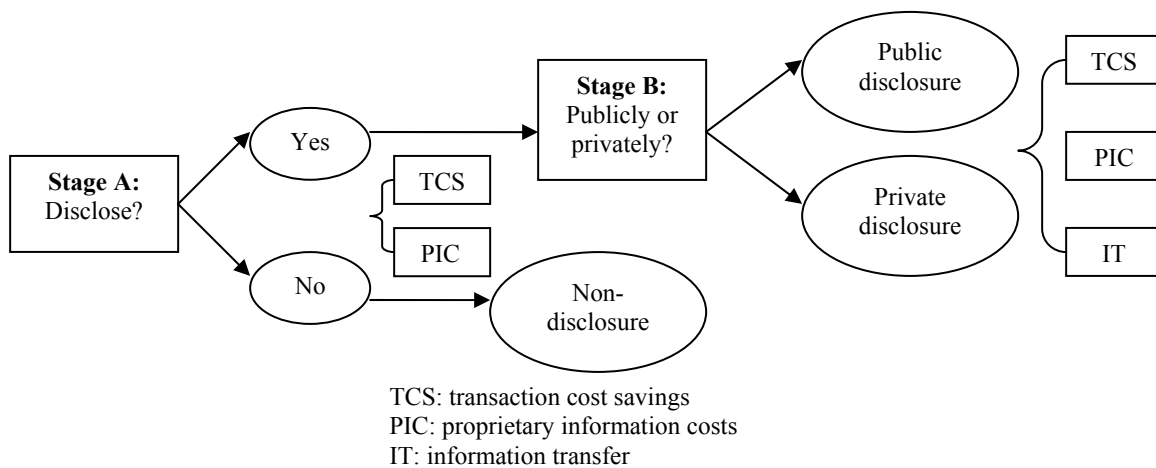 Stage A:
Disclose?
Yes
No
TCS
PIC
Non-
disclosure
Stage B:
Publicly or
privately?
Public
disclosure
Private
disclosure
TCS
PIC
IT
TCS: transaction cost savings
PIC: proprietary information costs
IT: information transfer